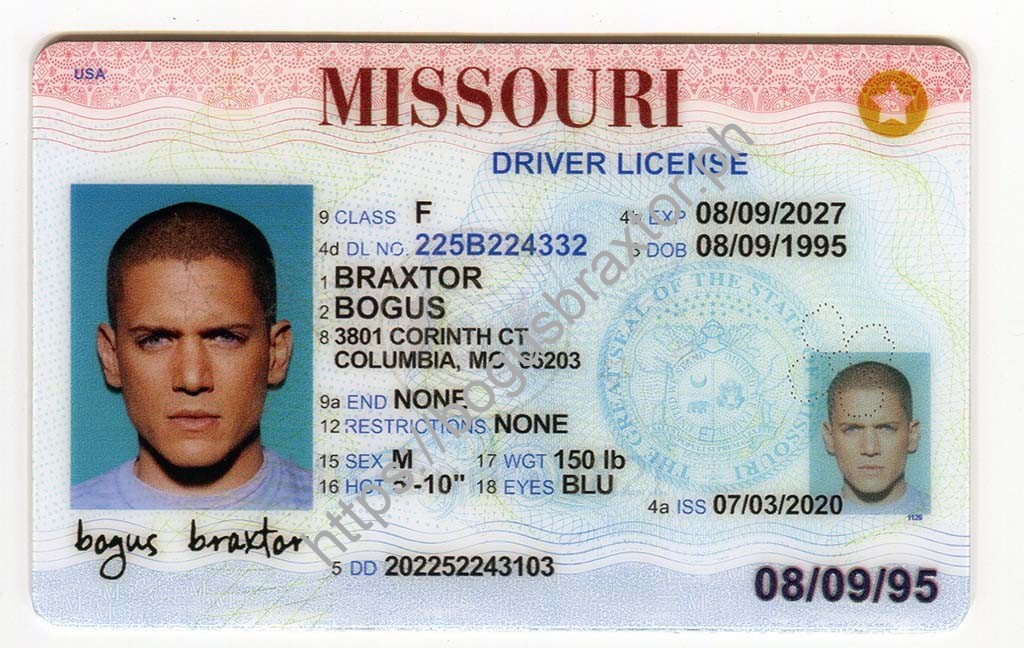 USA
MISSOURI
DRIVER LICENSE
9 CLASS F
4b EXP 08/09/2027
4d DL NO. 225B224332
3 DOB 08/09/1995
1 BRAXTOR
2 BOGUS
8 3801 CORINTH CT
COLUMBIA, MO 65203
9a END NONE
12 RESTRICTIONS NONE
15 SEX M 17 WGT 150 lb
16 HGT -10" 18 EYES BLU
4a ISS 07/03/2020
1126
bogus braxtor
5 DD 202252243103
08/09/95
THE GREAT SEAL OF THE STATE OF MISSOURI
https://bogusbraxtor.ph